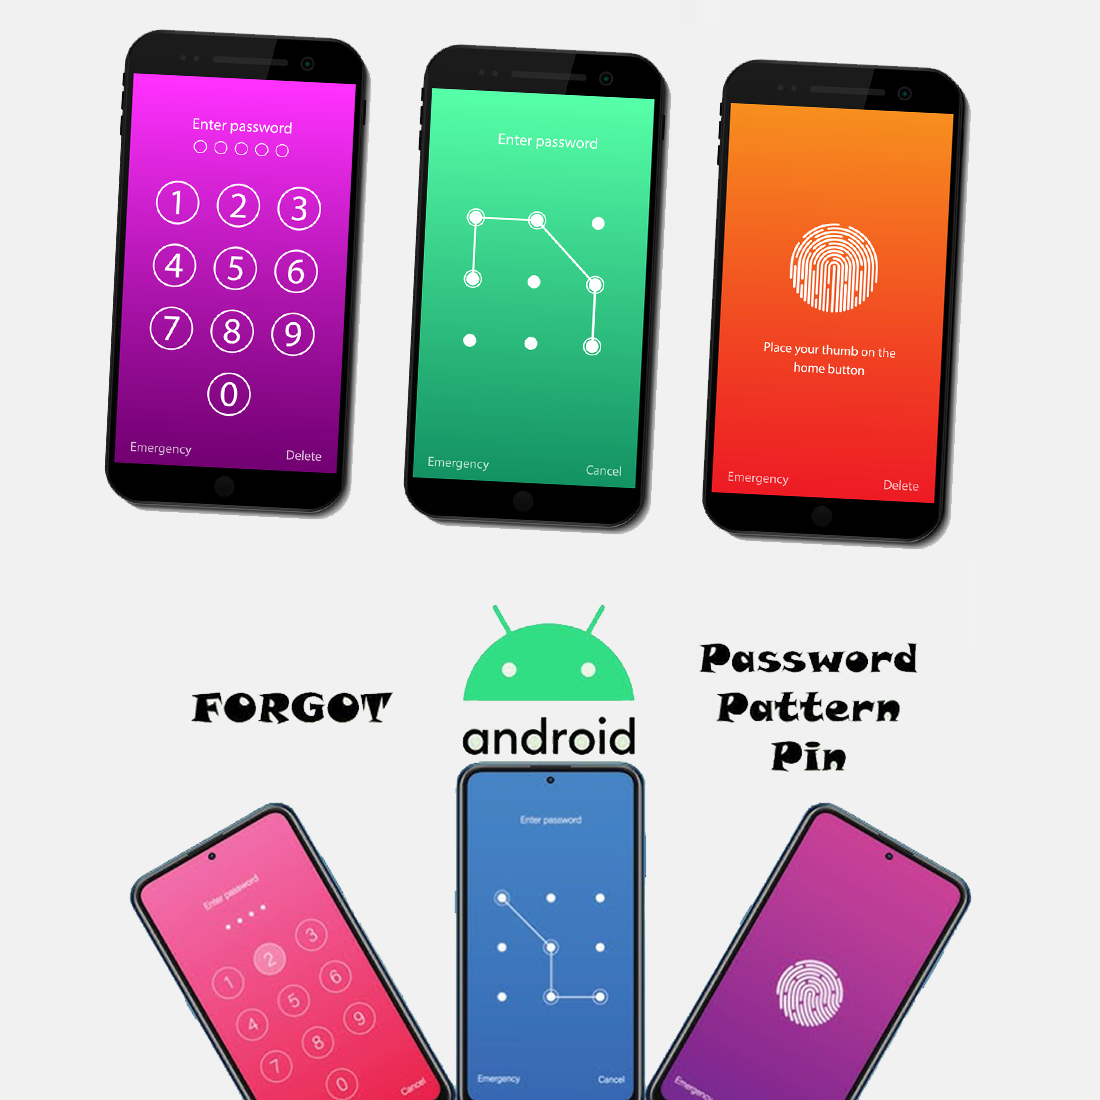 Enter password
1 2 3
4 5 6
7 8 9
0
Emergency Delete
Enter password
Emergency Cancel
Place your thumb on the
home button
Emergency Delete
FORGOT
android
Password
Pattern
Pin
Enter password
1 2 3
4 5 6
7 8 9
0
Cancel
Enter password
Emergency Cancel
Emergency